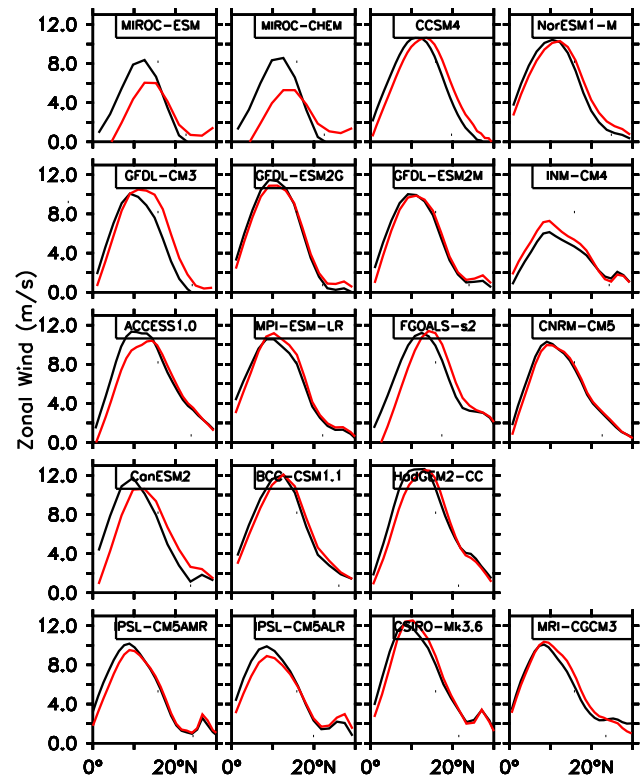 MIROC-ESM MIROC-CHEM CCSM4 NorESM1-M
12.0
8.0
4.0
0.0
GFDL-CM3 GFDL-ESM2G GFDL-ESM2M INM-CM4
12.0
8.0
4.0
0.0
Zonal Wind (m/s)
ACCESS1.0 MPI-ESM-LR FGOALS-s2 CNRM-CM5
12.0
8.0
4.0
0.0
CanESM2 BCC-CSM1.1 HadGEM2-CC
12.0
8.0
4.0
0.0
IPSL-CM5AMR IPSL-CM5ALR CSIRO-Mk3.6 MRI-CGCM3
12.0
8.0
4.0
0.0
0° 20°N 0° 20°N 0° 20°N 0° 20°N